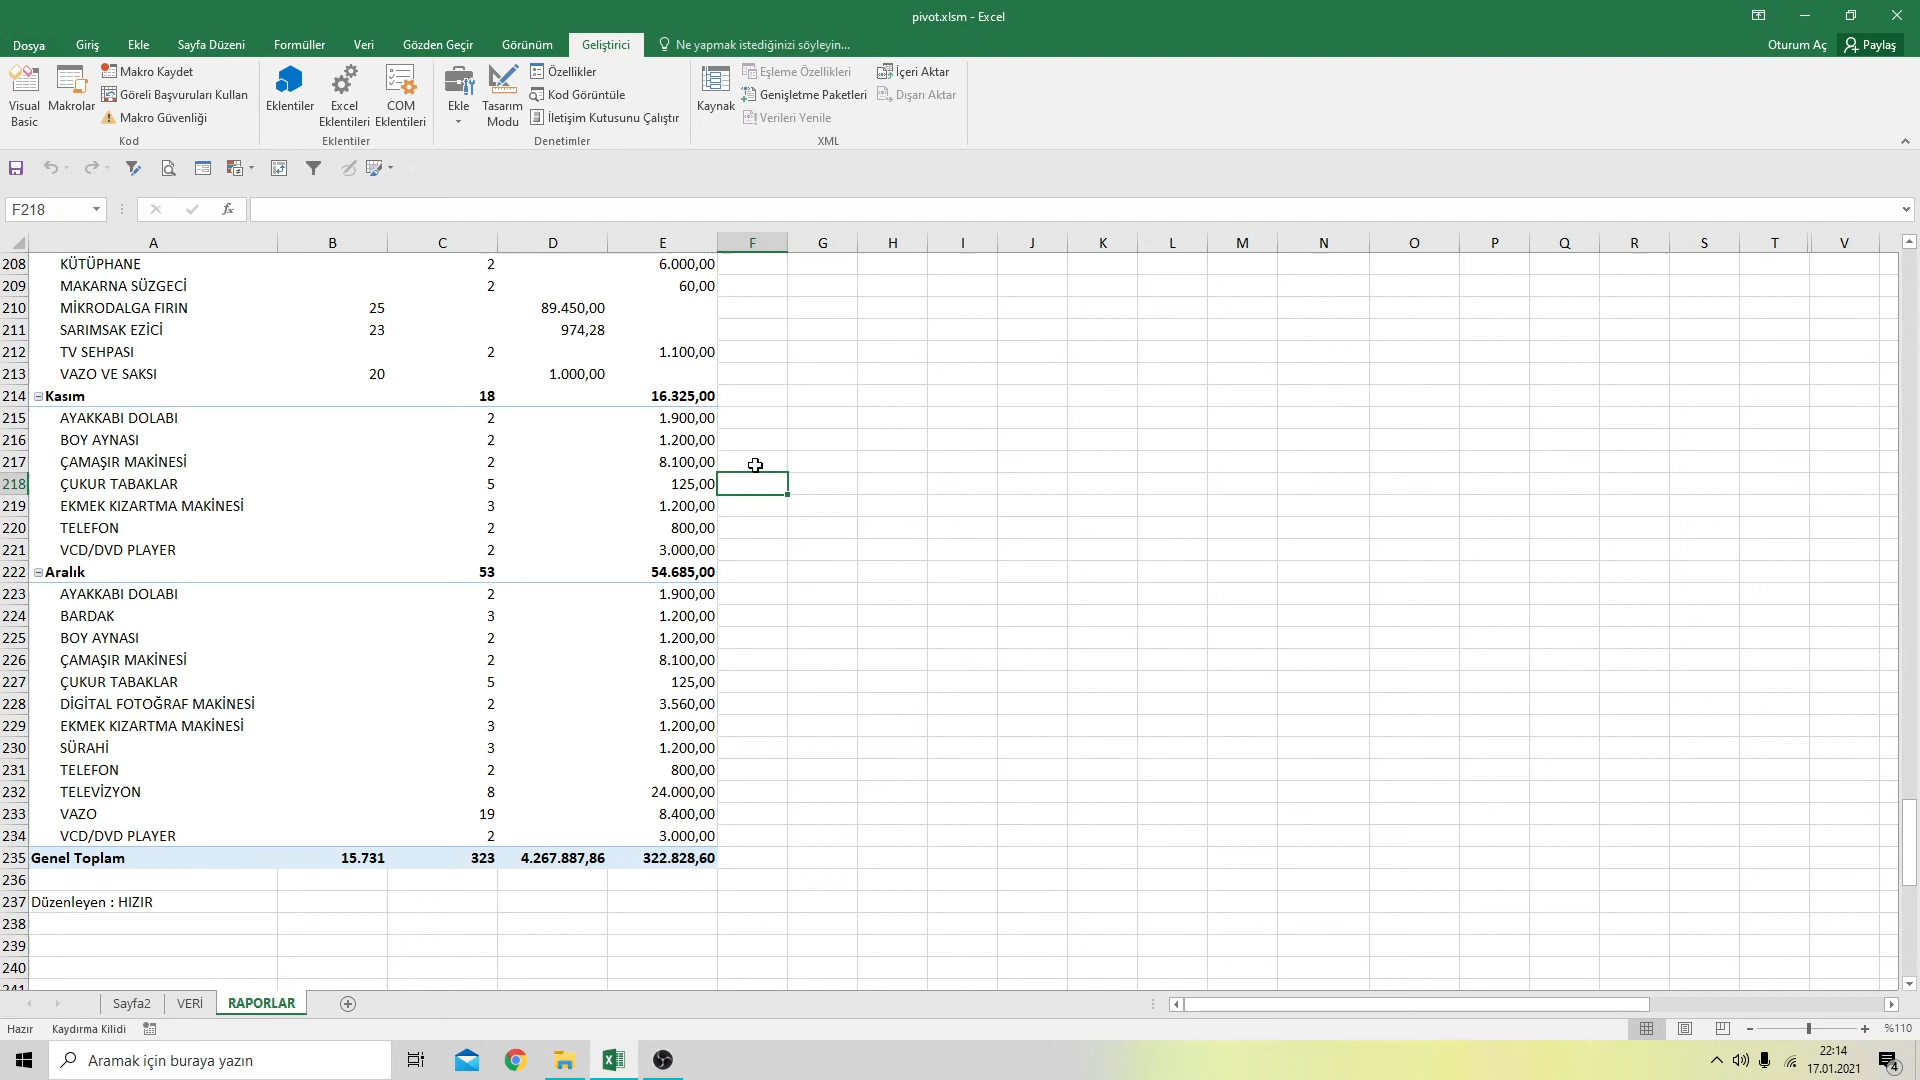 pivot.xlsm - Excel
Dosya Giriş Ekle Sayfa Düzeni Formüller Veri Gözden Geçir Görünüm Geliştirici Ne yapmak istediğinizi söyleyin... Oturum Aç Paylaş
Visual Basic Makrolar Makro Kaydet
Göreli Başvuruları Kullan
Makro Güvenliği
Kod
Eklentiler Excel Eklentileri COM Eklentileri
Eklentiler
Ekle Tasarım Modu Özellikler
Kod Görüntüle
İletişim Kutusunu Çalıştır
Denetimler
Kaynak Eşleme Özellikleri İçeri Aktar
Genişletme Paketleri Dışarı Aktar
Verileri Yenile
XML
F218 fx
A B C D E F G H I J K L M N O P Q R S T V
208 KÜTÜPHANE 2 6.000,00
209 MAKARNA SÜZGECİ 2 60,00
210 MİKRODALGA FIRIN 25 89.450,00
211 SARIMSAK EZİCİ 23 974,28
212 TV SEHPASI 2 1.100,00
213 VAZO VE SAKSI 20 1.000,00
214 Kasım 18 16.325,00
215 AYAKKABI DOLABI 2 1.900,00
216 BOY AYNASI 2 1.200,00
217 ÇAMAŞIR MAKİNESİ 2 8.100,00
218 ÇUKUR TABAKLAR 5 125,00
219 EKMEK KIZARTMA MAKİNESİ 3 1.200,00
220 TELEFON 2 800,00
221 VCD/DVD PLAYER 2 3.000,00
222 Aralık 53 54.685,00
223 AYAKKABI DOLABI 2 1.900,00
224 BARDAK 3 1.200,00
225 BOY AYNASI 2 1.200,00
226 ÇAMAŞIR MAKİNESİ 2 8.100,00
227 ÇUKUR TABAKLAR 5 125,00
228 DİGİTAL FOTOĞRAF MAKİNESİ 2 3.560,00
229 EKMEK KIZARTMA MAKİNESİ 3 1.200,00
230 SÜRAHİ 3 1.200,00
231 TELEFON 2 800,00
232 TELEVİZYON 8 24.000,00
233 VAZO 19 8.400,00
234 VCD/DVD PLAYER 2 3.000,00
235 Genel Toplam 15.731 323 4.267.887,86 322.828,60
236
237 Düzenleyen : HIZIR
238
239
240
241
Sayfa2 VERİ RAPORLAR
Hazır Kaydırma Kilidi %110
Aramak için buraya yazın 22:14
17.01.2021 4